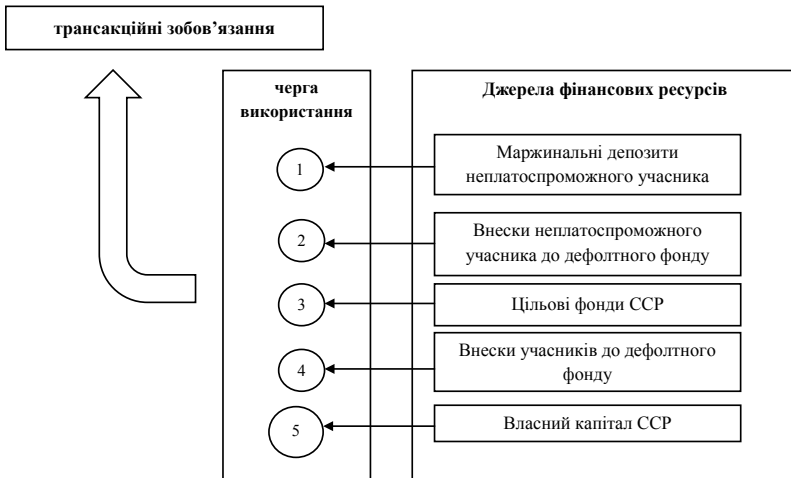 трансакційні зобов’язання
черга
використання
Джерела фінансових ресурсів
1
Маржинальні депозити
неплатоспроможного учасника
2
Внески неплатоспроможного
учасника до дефолтного фонду
3
Цільові фонди ССР
4
Внески учасників до дефолтного
фонду
5
Власний капітал ССР